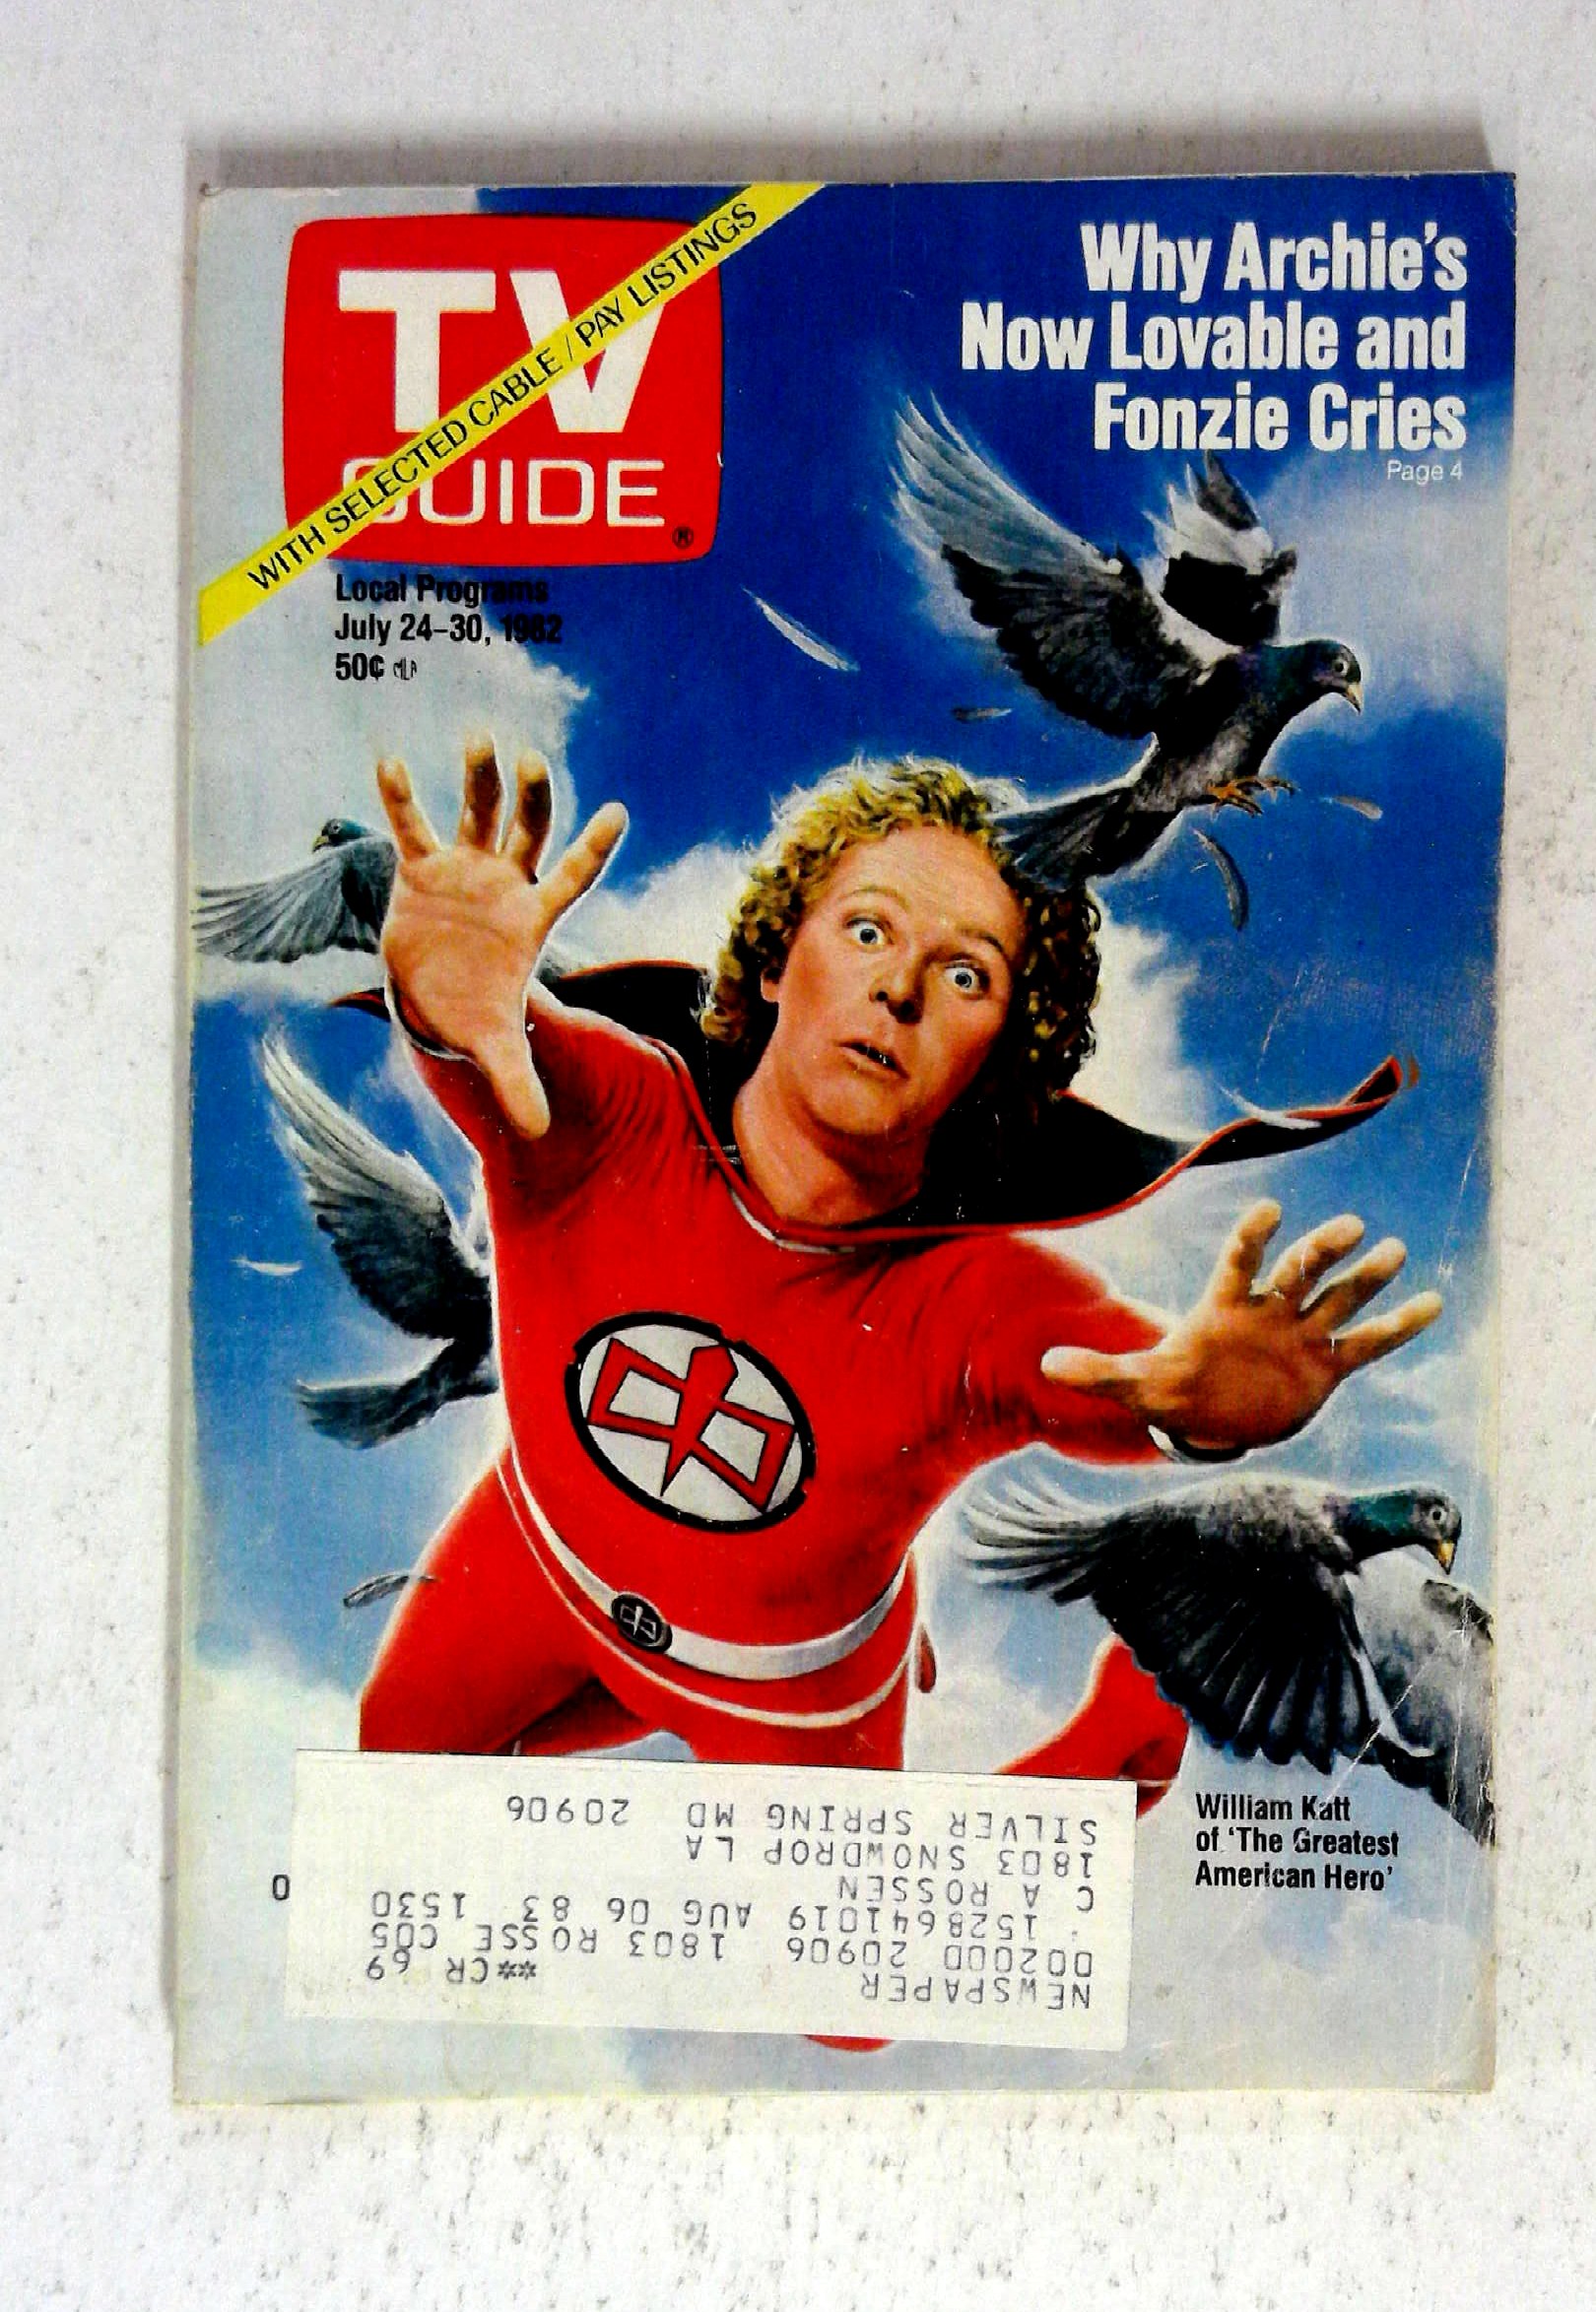 TV
GUIDE®
WITH SELECTED CABLE / PAY LISTINGS
Local Programs
July 24–30, 1982
50¢
Why Archie's
Now Lovable and
Fonzie Cries
Page 4
William Katt
of 'The Greatest
American Hero'
NEWSPAPER **CR 69
00200D 20906 1803 ROSSE C05
1528641019 AUG 06 83 1530
C A ROSSEN
1803 SNOWDROP LA
SILVER SPRING MD 20906
0